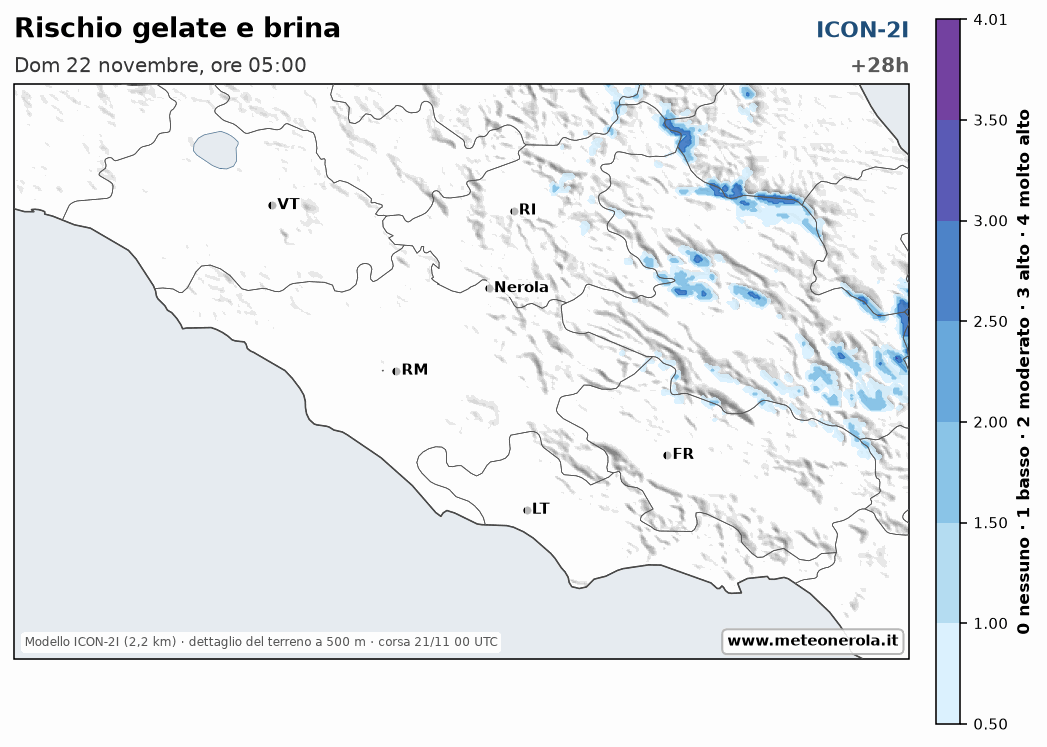 Rischio gelate e brina
ICON-2I
Dom 22 novembre, ore 05:00
+28h
VT
RI
Nerola
RM
FR
LT
Modello ICON-2I (2,2 km) · dettaglio del terreno a 500 m · corsa 21/11 00 UTC
www.meteonerola.it
4.01
3.50
3.00
2.50
2.00
1.50
1.00
0.50
0 nessuno · 1 basso · 2 moderato · 3 alto · 4 molto alto